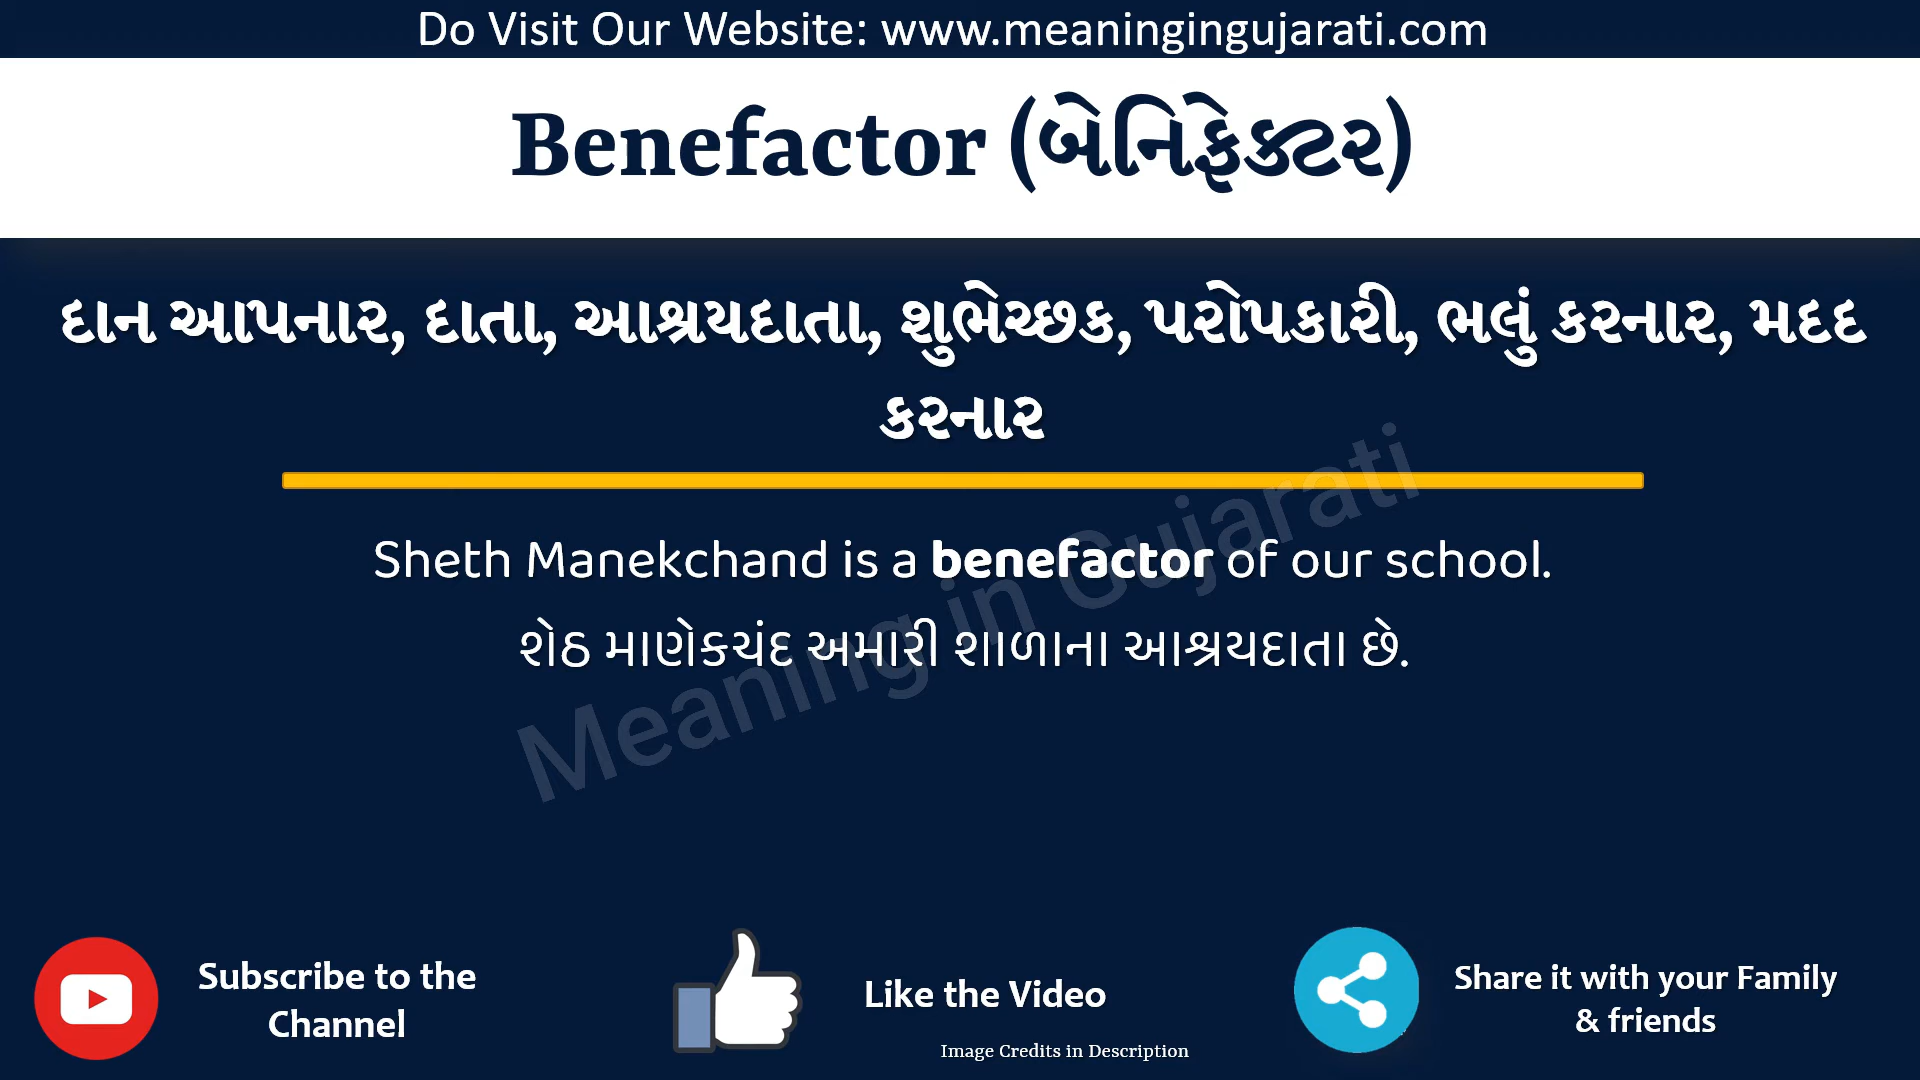 Do Visit Our Website: www.meaningingujarati.com
Benefactor (બેનિફેક્ટર)
દાન આપનાર, દાતા, આશ્રયદાતા, શુભેચ્છક, પરોપકારી, ભલું કરનાર, મદદ
કરનાર
Sheth Manekchand is a benefactor of our school.
શેઠ માણેકચંદ અમારી શાળાના આશ્રયદાતા છે.
Meaning in Gujarati
Subscribe to the
Channel
Like the Video
Share it with your Family
& friends
Image Credits in Description